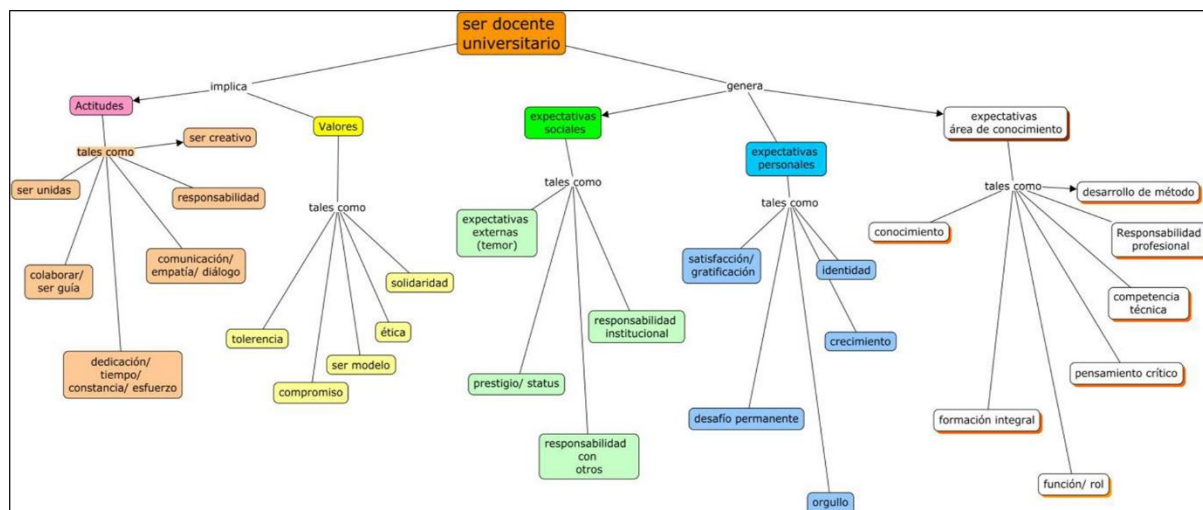 ser docente
universitario
implica
genera
Actitudes
Valores
expectativas
sociales
expectativas
personales
expectativas
área de conocimiento
tales como
ser creativo
ser unidas
responsabilidad
colaborar/
ser guía
comunicación/
empatía/ diálogo
dedicación/
tiempo/
constancia/ esfuerzo
tales como
tolerencia
compromiso
ser modelo
ética
solidaridad
tales como
expectativas
externas
(temor)
prestigio/ status
responsabilidad
con
otros
responsabilidad
institucional
tales como
satisfacción/
gratificación
identidad
crecimiento
desafío permanente
orgullo
tales como
desarrollo de método
conocimiento
Responsabilidad
profesional
competencia
técnica
pensamiento crítico
formación integral
función/ rol